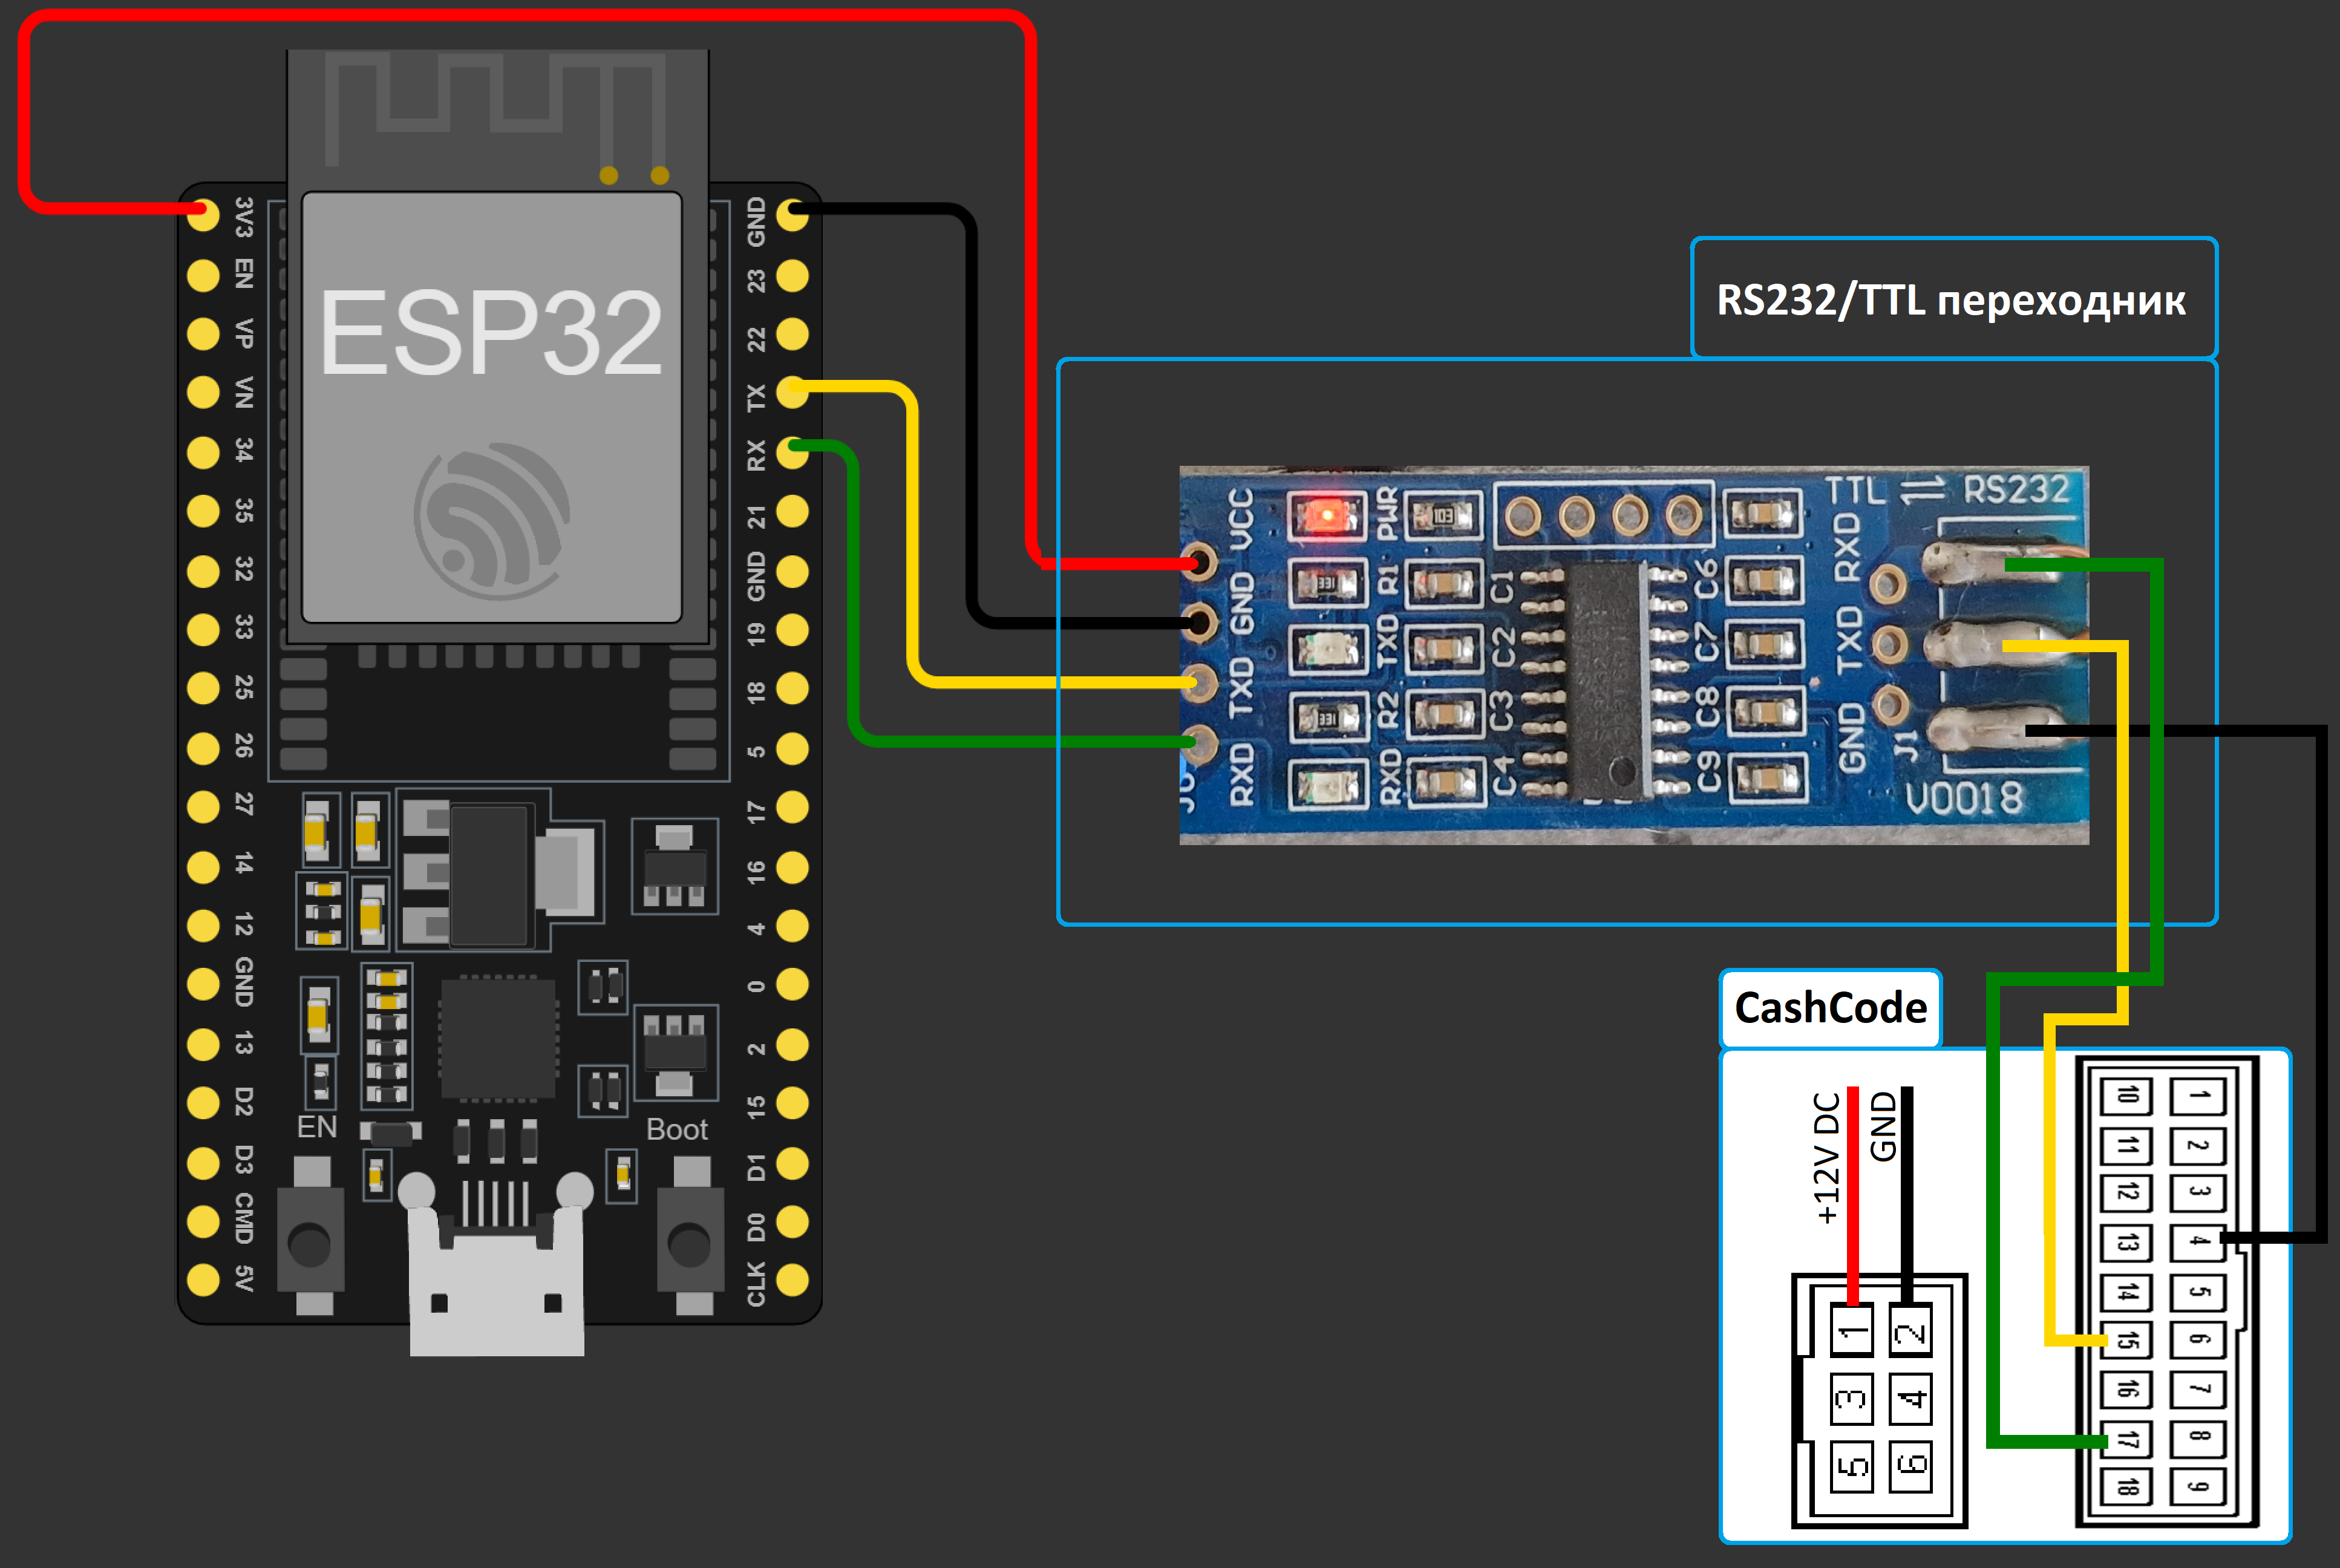 3V3
EN
VP
VN
34
35
32
33
25
26
27
14
12
GND
13
D2
D3
CMD
5V
ESP32
EN
Boot
GND
23
22
TX
RX
21
GND
19
18
5
17
16
4
0
2
15
D1
D0
CLK
RS232/TTL переходник
VCC
GND
TXD
RXD
PWR
R1
TXD
R2
RXD
103
C1
C2
C3
C4
C6
C7
C8
C9
TTL ⇌ RS232
RXD
TXD
GND
J1
V0018
CashCode
+12V DC
GND
1 2
3 4
5 6
10 1
11 2
12 3
13 4
14 5
15 6
16 7
17 8
18 9